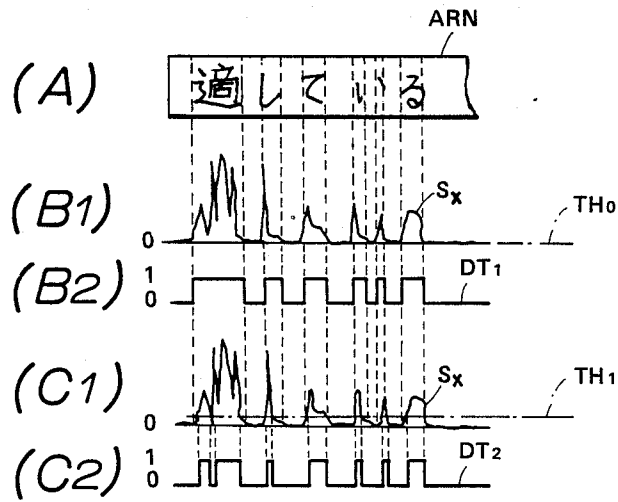 ARN
(A) 適している
(B1) 0 Sx TH0
(B2) 1 0 DT1
(C1) 0 Sx TH1
(C2) 1 0 DT2